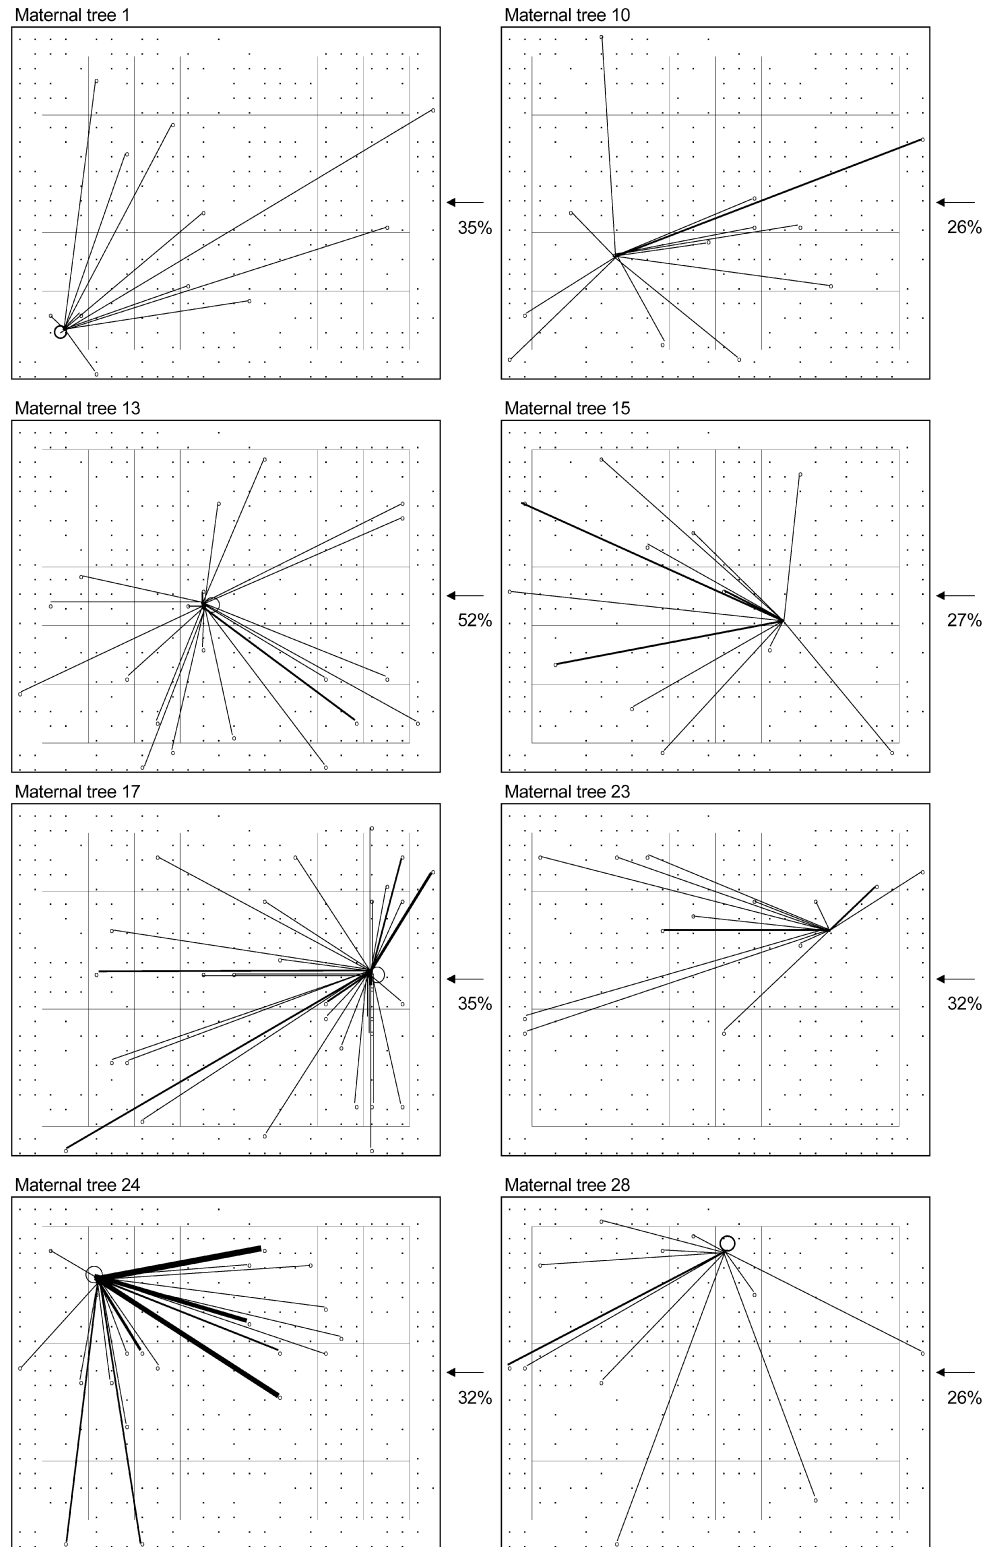 Maternal tree 1
Maternal tree 10
35%
26%
Maternal tree 13
Maternal tree 15
52%
27%
Maternal tree 17
Maternal tree 23
35%
32%
Maternal tree 24
Maternal tree 28
32%
26%